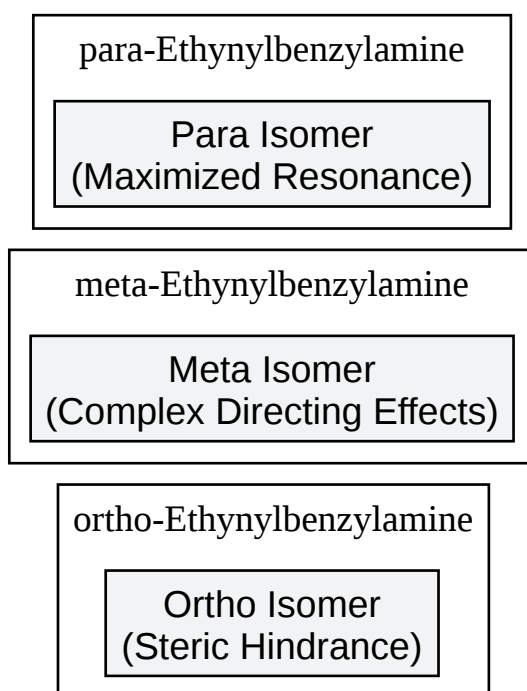 para-Ethynylbenzylamine
Para Isomer
(Maximized Resonance)
meta-Ethynylbenzylamine
Meta Isomer
(Complex Directing Effects)
ortho-Ethynylbenzylamine
Ortho Isomer
(Steric Hindrance)